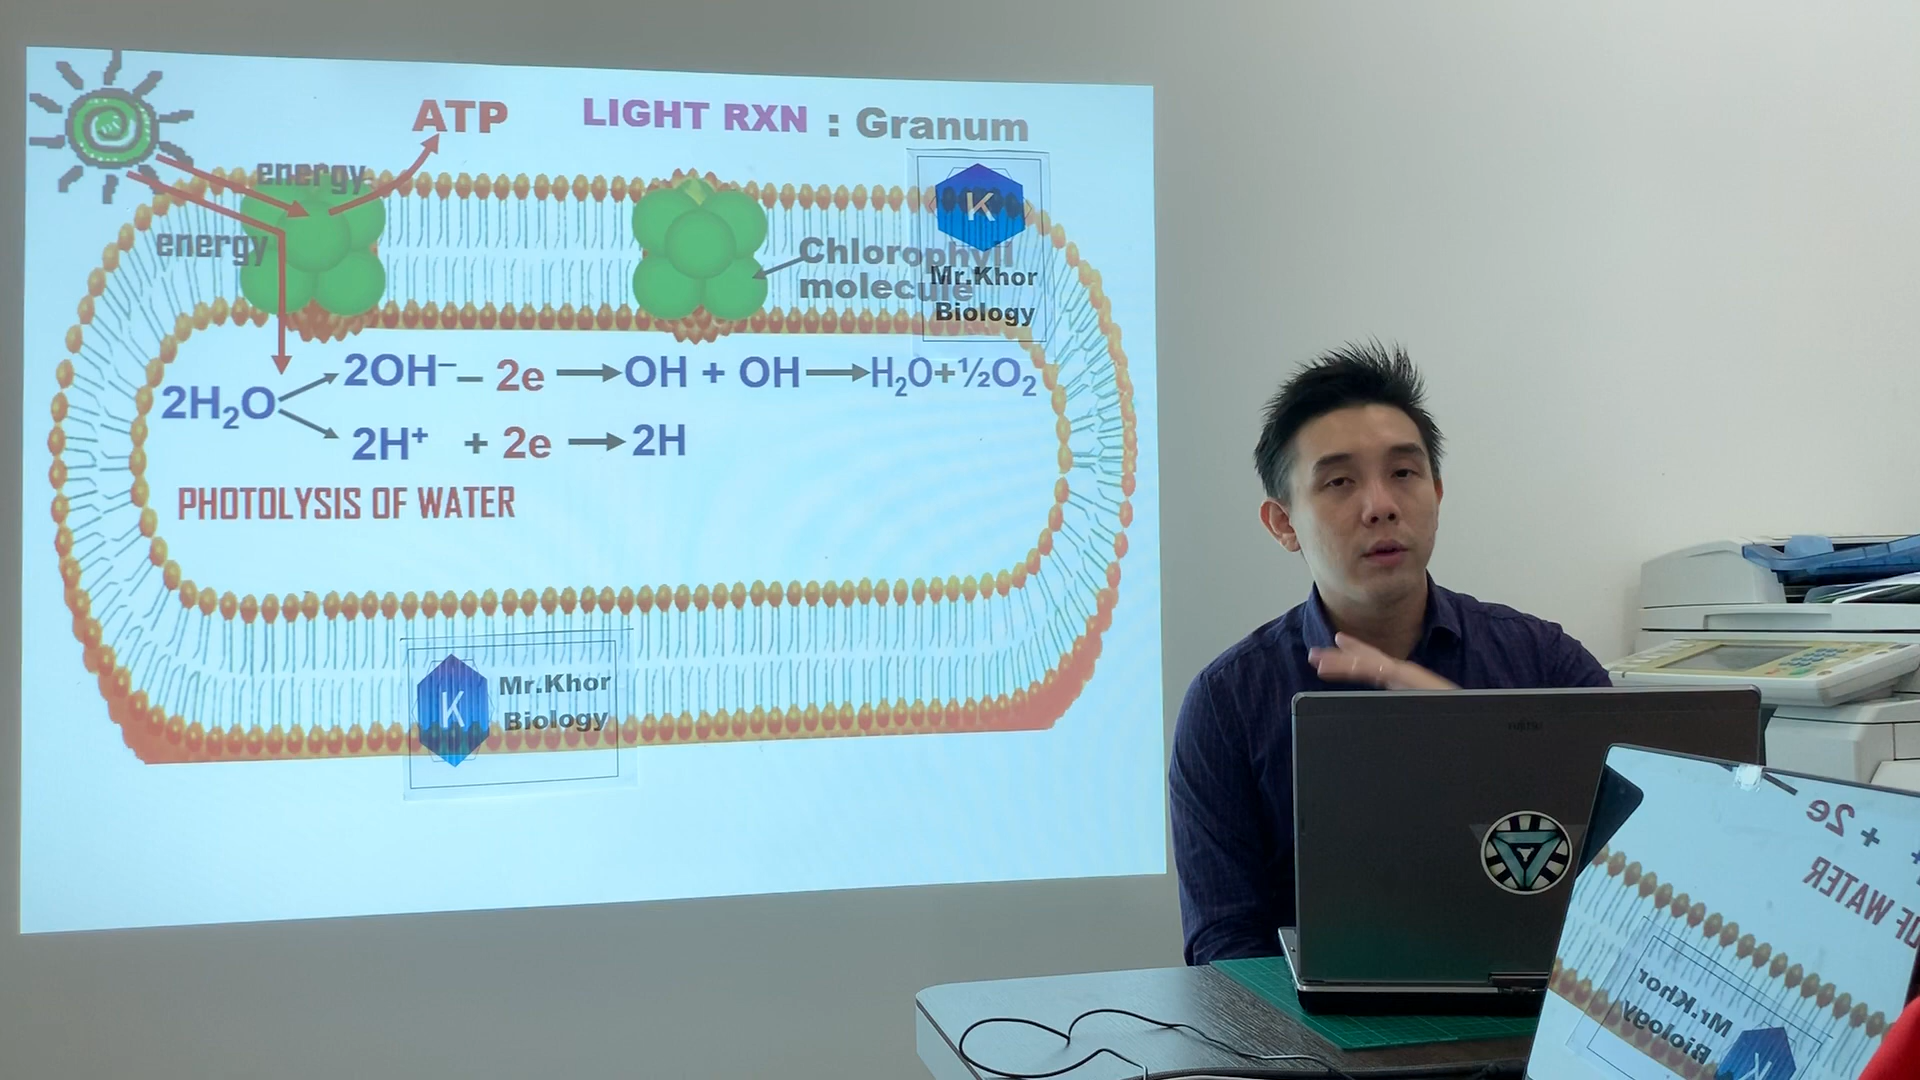 ATP
LIGHT RXN : Granum
energy
energy
Chlorophyll
molecule
K
Mr.Khor
Biology
2H₂O
2OH⁻ – 2e → OH + OH → H₂O+½O₂
2H⁺ + 2e → 2H
PHOTOLYSIS OF WATER
K
Mr.Khor
Biology
+ 2e
OF WATER
Mr.Khor
Biology
K